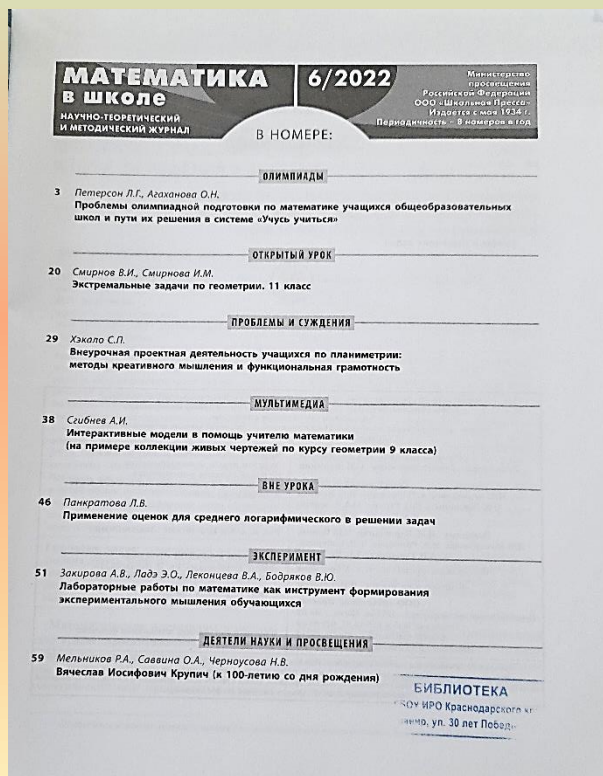 МАТЕМАТИКА
в школе
НАУЧНО-ТЕОРЕТИЧЕСКИЙ
И МЕТОДИЧЕСКИЙ ЖУРНАЛ
6/2022
Министерство
просвещения
Российской Федерации
ООО «Школьная Пресса»
Издается с мая 1934 г.
Периодичность – 8 номеров в год
В НОМЕРЕ:
ОЛИМПИАДЫ
3 Петерсон Л.Г., Агаханова О.Н.
Проблемы олимпиадной подготовки по математике учащихся общеобразовательных
школ и пути их решения в системе «Учусь учиться»
ОТКРЫТЫЙ УРОК
20 Смирнов В.И., Смирнова И.М.
Экстремальные задачи по геометрии. 11 класс
ПРОБЛЕМЫ И СУЖДЕНИЯ
29 Хэкало С.П.
Внеурочная проектная деятельность учащихся по планиметрии:
методы креативного мышления и функциональная грамотность
МУЛЬТИМЕДИА
38 Сгибнев А.И.
Интерактивные модели в помощь учителю математики
(на примере коллекции живых чертежей по курсу геометрии 9 класса)
ВНЕ УРОКА
46 Панкратова Л.В.
Применение оценок для среднего логарифмического в решении задач
ЭКСПЕРИМЕНТ
51 Закирова А.В., Ладэ Э.О., Леконцева В.А., Бодряков В.Ю.
Лабораторные работы по математике как инструмент формирования
экспериментального мышления обучающихся
ДЕЯТЕЛИ НАУКИ И ПРОСВЕЩЕНИЯ
59 Мельников Р.А., Саввина О.А., Черноусова Н.В.
Вячеслав Иосифович Крупич (к 100-летию со дня рождения)
БИБЛИОТЕКА
ИРО Краснодарского
ул. 30 лет